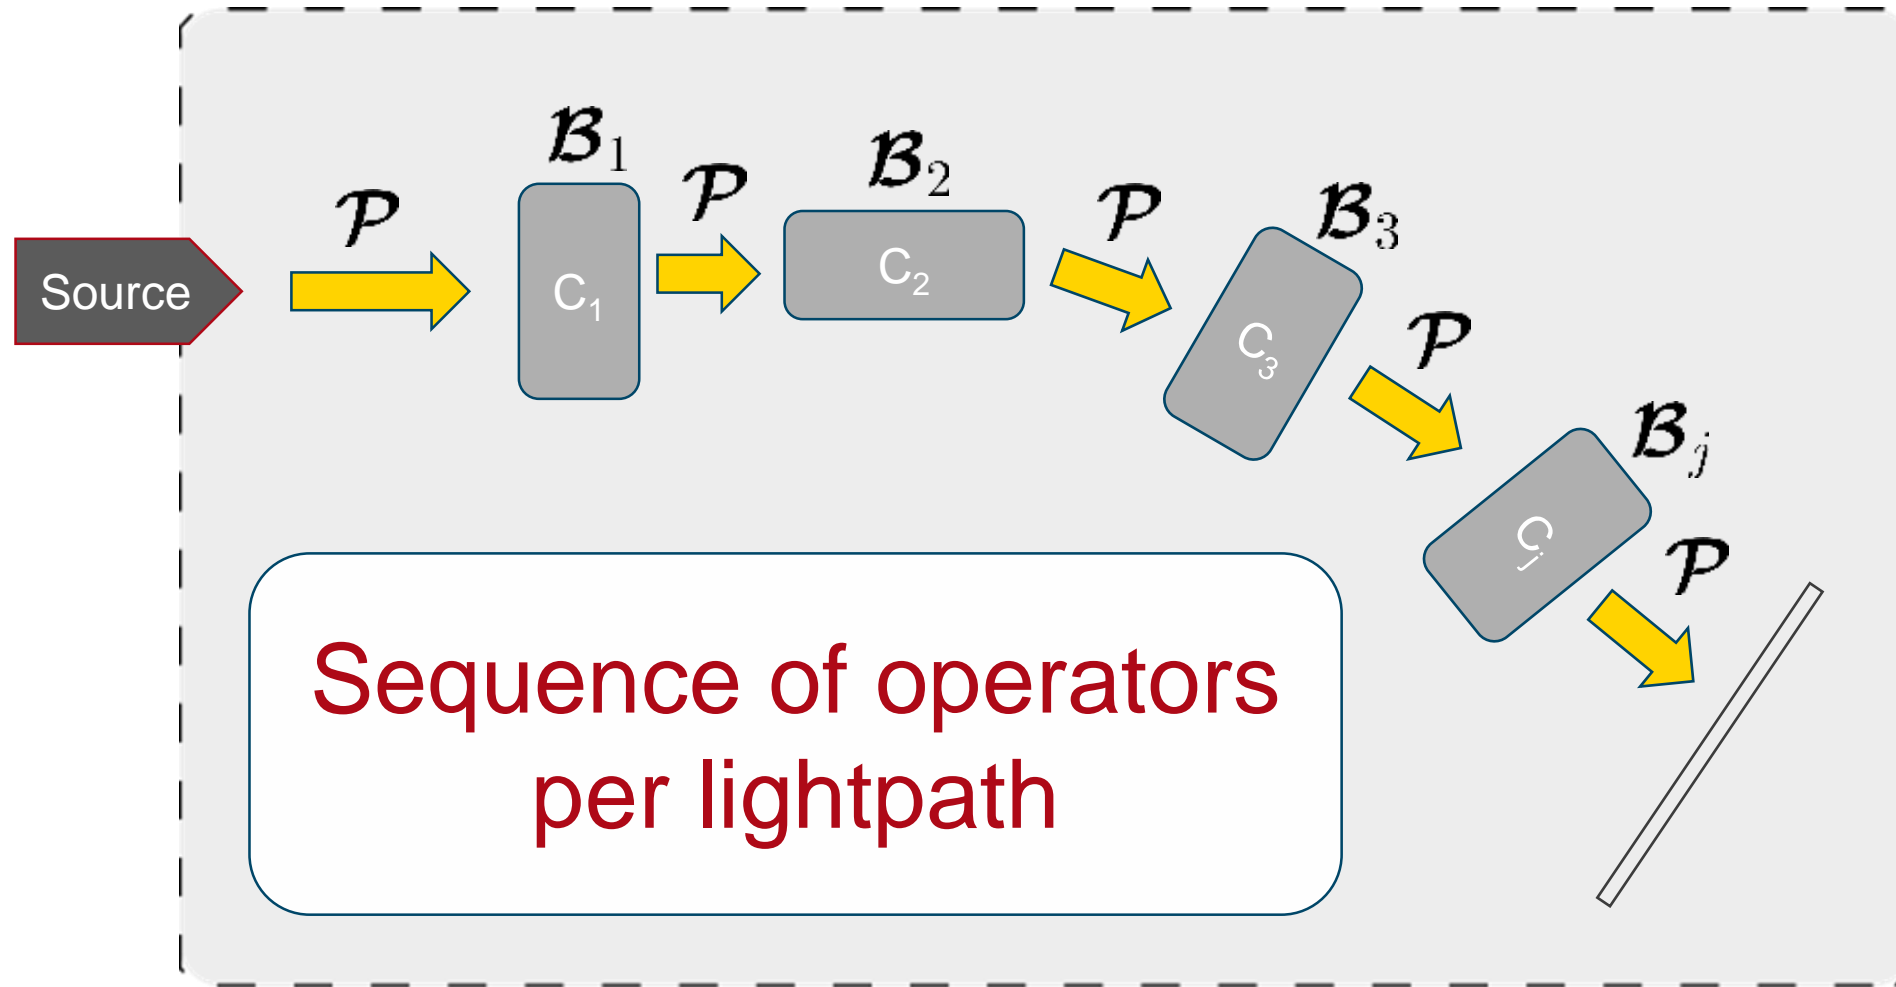 𝓑₁
𝓟
𝓑₂
𝓟
𝓟
𝓑₃
Source
C₁
C₂
C₃
𝓟
𝓑ⱼ
Cⱼ
𝓟
Sequence of operators
per lightpath